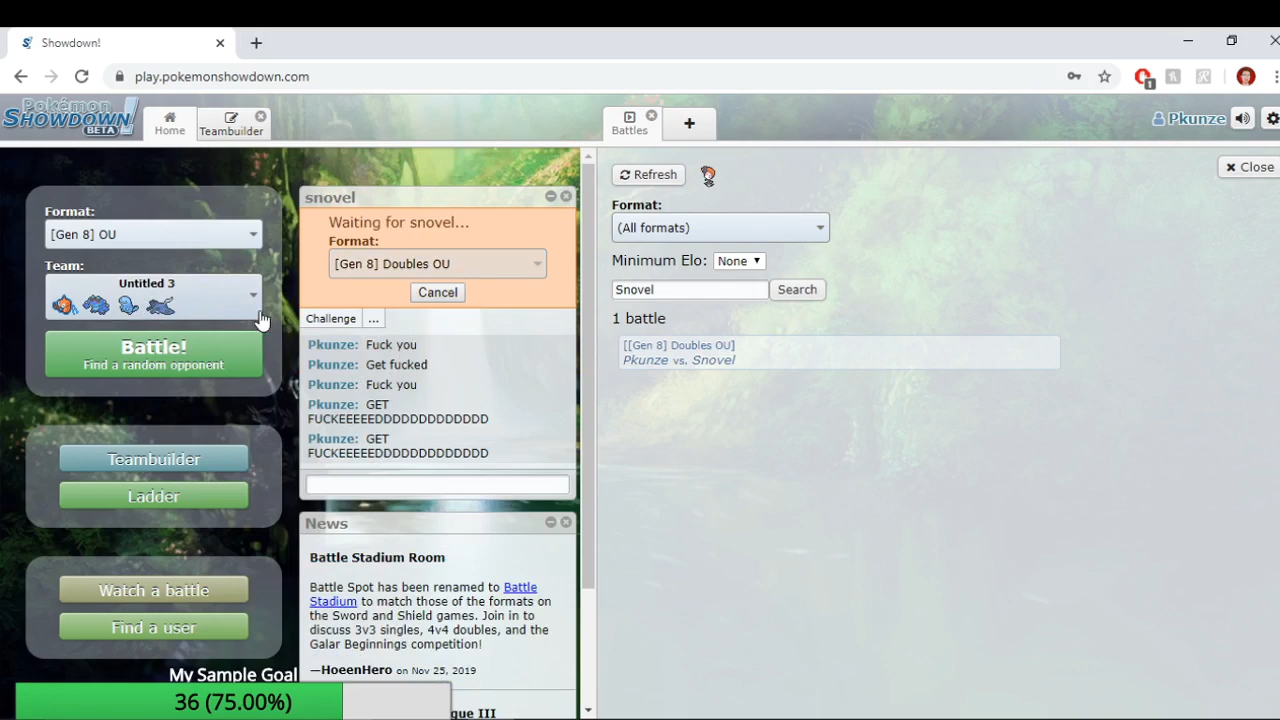 Showdown!
play.pokemonshowdown.com
1
Pokémon
SHOWDOWN!
BETA
Home
Teambuilder
Battles
Pkunze
Format:
[Gen 8] OU
Team:
Untitled 3
Battle!
Find a random opponent
Teambuilder
Ladder
Watch a battle
Find a user
My Sample Goal
36 (75.00%)
snovel
Waiting for snovel...
Format:
[Gen 8] Doubles OU
Cancel
Challenge
...
Pkunze: Fuck you
Pkunze: Get fucked
Pkunze: Fuck you
Pkunze: GET
FUCKEEEEEDDDDDDDDDDDDD
Pkunze: GET
FUCKEEEEEDDDDDDDDDDDDD
News
Battle Stadium Room
Battle Spot has been renamed to Battle
Stadium to match those of the formats on
the Sword and Shield games. Join in to
discuss 3v3 singles, 4v4 doubles, and the
Galar Beginnings competition!
—HoeenHero on Nov 25, 2019
gue III
Refresh
Close
Format:
(All formats)
Minimum Elo: None
Snovel
Search
1 battle
[[Gen 8] Doubles OU]
Pkunze vs. Snovel